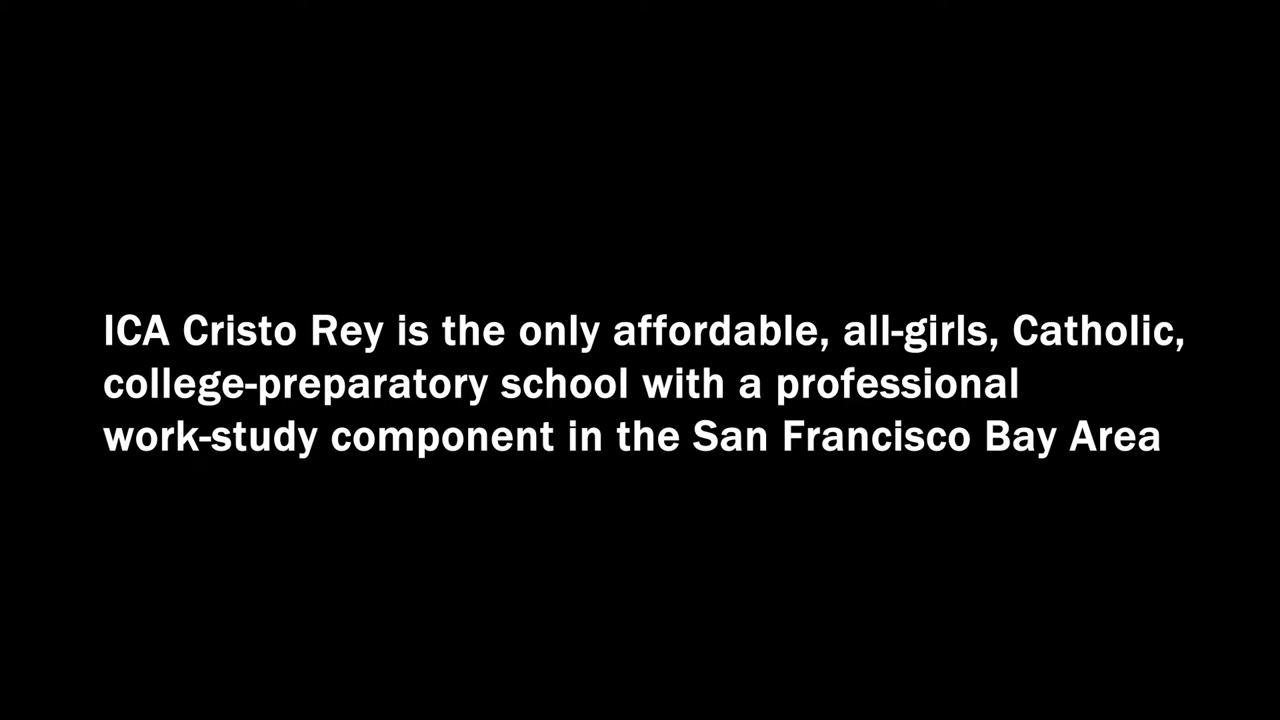 ICA Cristo Rey is the only affordable, all-girls, Catholic,
college-preparatory school with a professional
work-study component in the San Francisco Bay Area